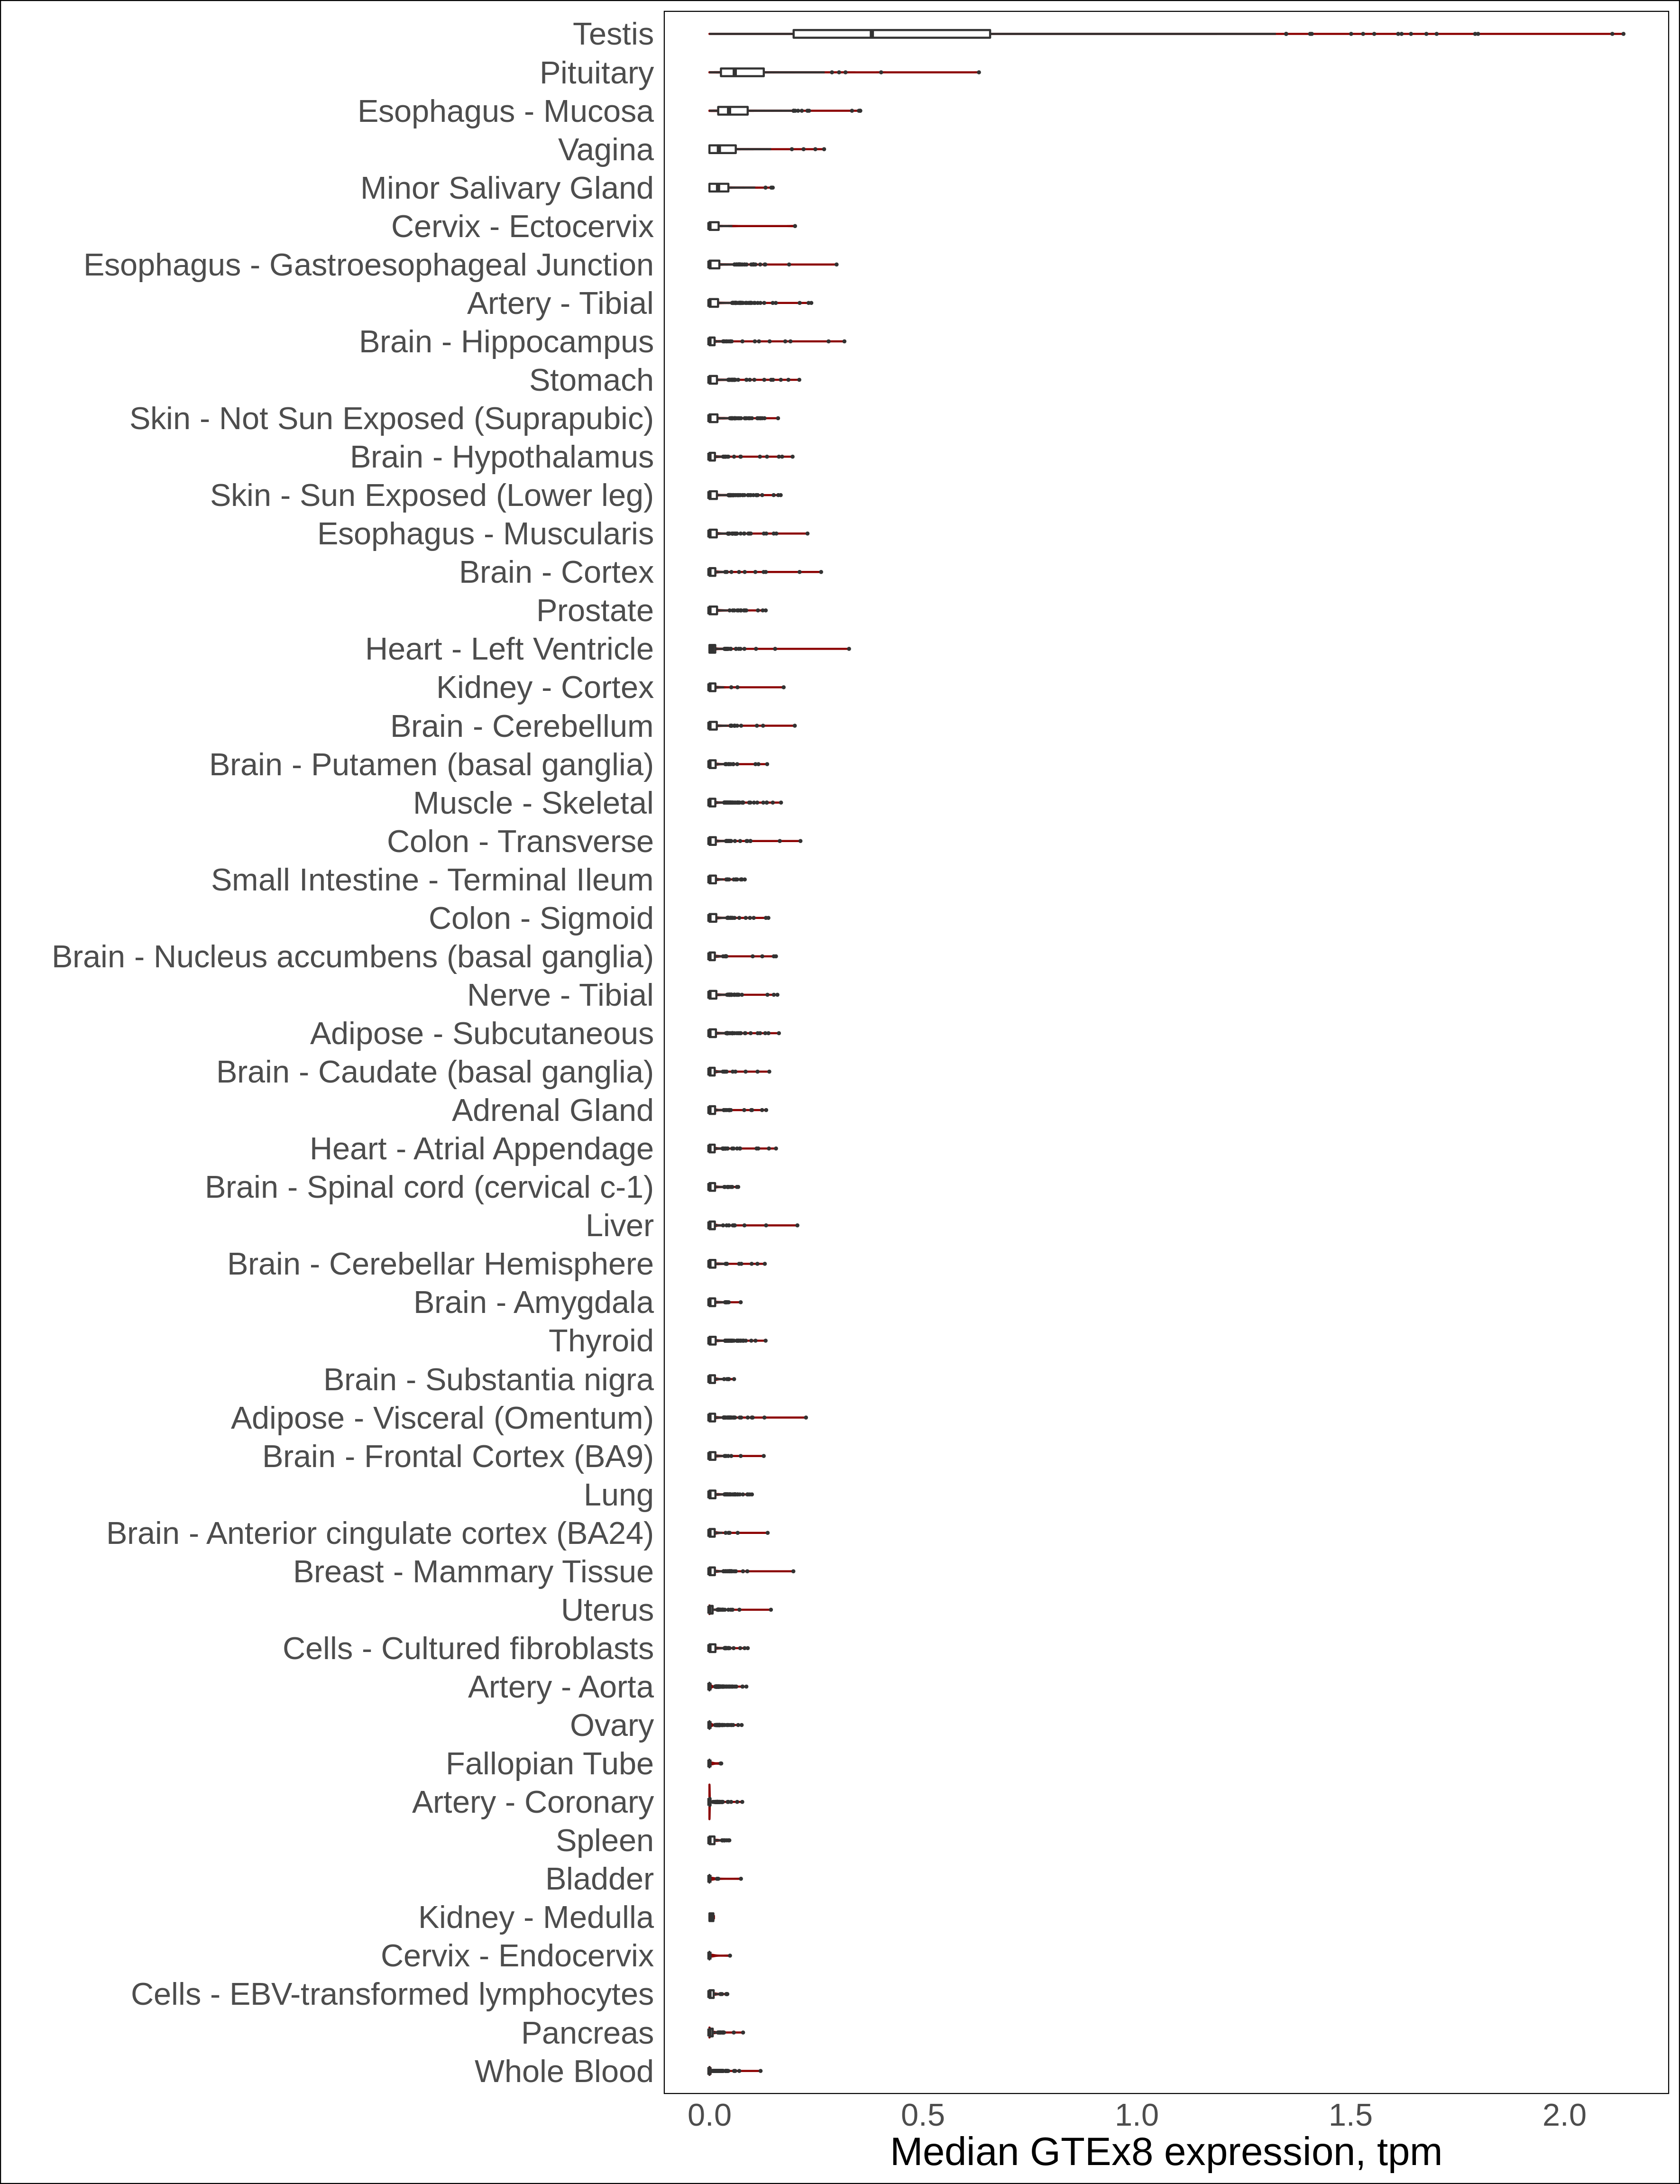 Testis
Pituitary
Esophagus - Mucosa
Vagina
Minor Salivary Gland
Cervix - Ectocervix
Esophagus - Gastroesophageal Junction
Artery - Tibial
Brain - Hippocampus
Stomach
Skin - Not Sun Exposed (Suprapubic)
Brain - Hypothalamus
Skin - Sun Exposed (Lower leg)
Esophagus - Muscularis
Brain - Cortex
Prostate
Heart - Left Ventricle
Kidney - Cortex
Brain - Cerebellum
Brain - Putamen (basal ganglia)
Muscle - Skeletal
Colon - Transverse
Small Intestine - Terminal Ileum
Colon - Sigmoid
Brain - Nucleus accumbens (basal ganglia)
Nerve - Tibial
Adipose - Subcutaneous
Brain - Caudate (basal ganglia)
Adrenal Gland
Heart - Atrial Appendage
Brain - Spinal cord (cervical c-1)
Liver
Brain - Cerebellar Hemisphere
Brain - Amygdala
Thyroid
Brain - Substantia nigra
Adipose - Visceral (Omentum)
Brain - Frontal Cortex (BA9)
Lung
Brain - Anterior cingulate cortex (BA24)
Breast - Mammary Tissue
Uterus
Cells - Cultured fibroblasts
Artery - Aorta
Ovary
Fallopian Tube
Artery - Coronary
Spleen
Bladder
Kidney - Medulla
Cervix - Endocervix
Cells - EBV-transformed lymphocytes
Pancreas
Whole Blood
0.0 0.5 1.0 1.5 2.0
Median GTEx8 expression, tpm